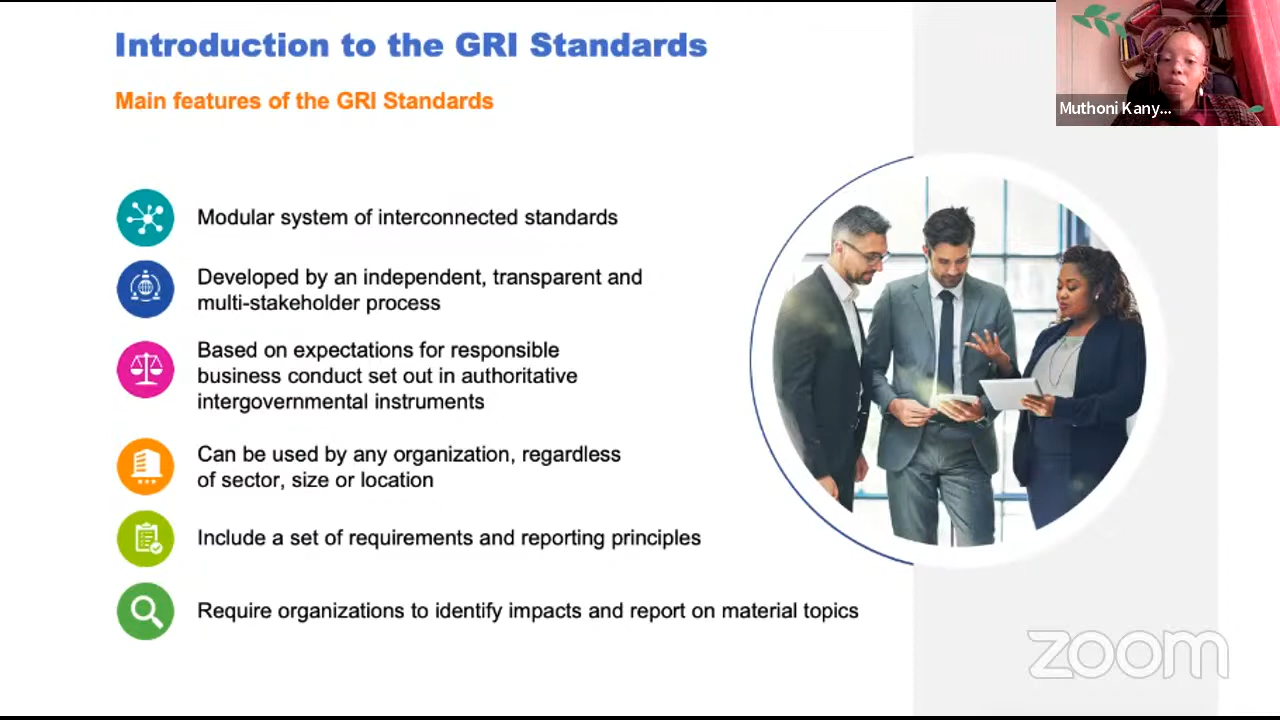 Introduction to the GRI Standards
Main features of the GRI Standards
Muthoni Kany...
Modular system of interconnected standards
Developed by an independent, transparent and
multi-stakeholder process
Based on expectations for responsible
business conduct set out in authoritative
intergovernmental instruments
Can be used by any organization, regardless
of sector, size or location
Include a set of requirements and reporting principles
Require organizations to identify impacts and report on material topics
zoom